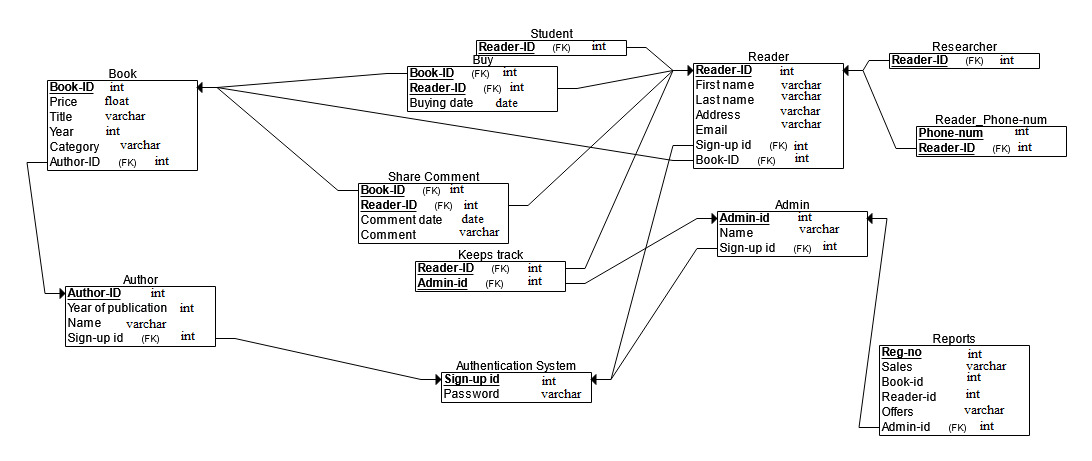 Student
Reader-ID (FK) int
Buy
Book-ID (FK) int
Reader-ID (FK) int
Buying date date
Book
Book-ID int
Price float
Title varchar
Year int
Category varchar
Author-ID (FK) int
Reader
Reader-ID int
First name varchar
Last name varchar
Address varchar
Email varchar
Sign-up id (FK) int
Book-ID (FK) int
Researcher
Reader-ID (FK) int
Reader_Phone-num
Phone-num int
Reader-ID (FK) int
Share Comment
Book-ID (FK) int
Reader-ID (FK) int
Comment date date
Comment varchar
Admin
Admin-id int
Name varchar
Sign-up id (FK) int
Keeps track
Reader-ID (FK) int
Admin-id (FK) int
Author
Author-ID int
Year of publication int
Name varchar
Sign-up id (FK) int
Authentication System
Sign-up id int
Password varchar
Reports
Reg-no int
Sales varchar
Book-id int
Reader-id int
Offers varchar
Admin-id (FK) int